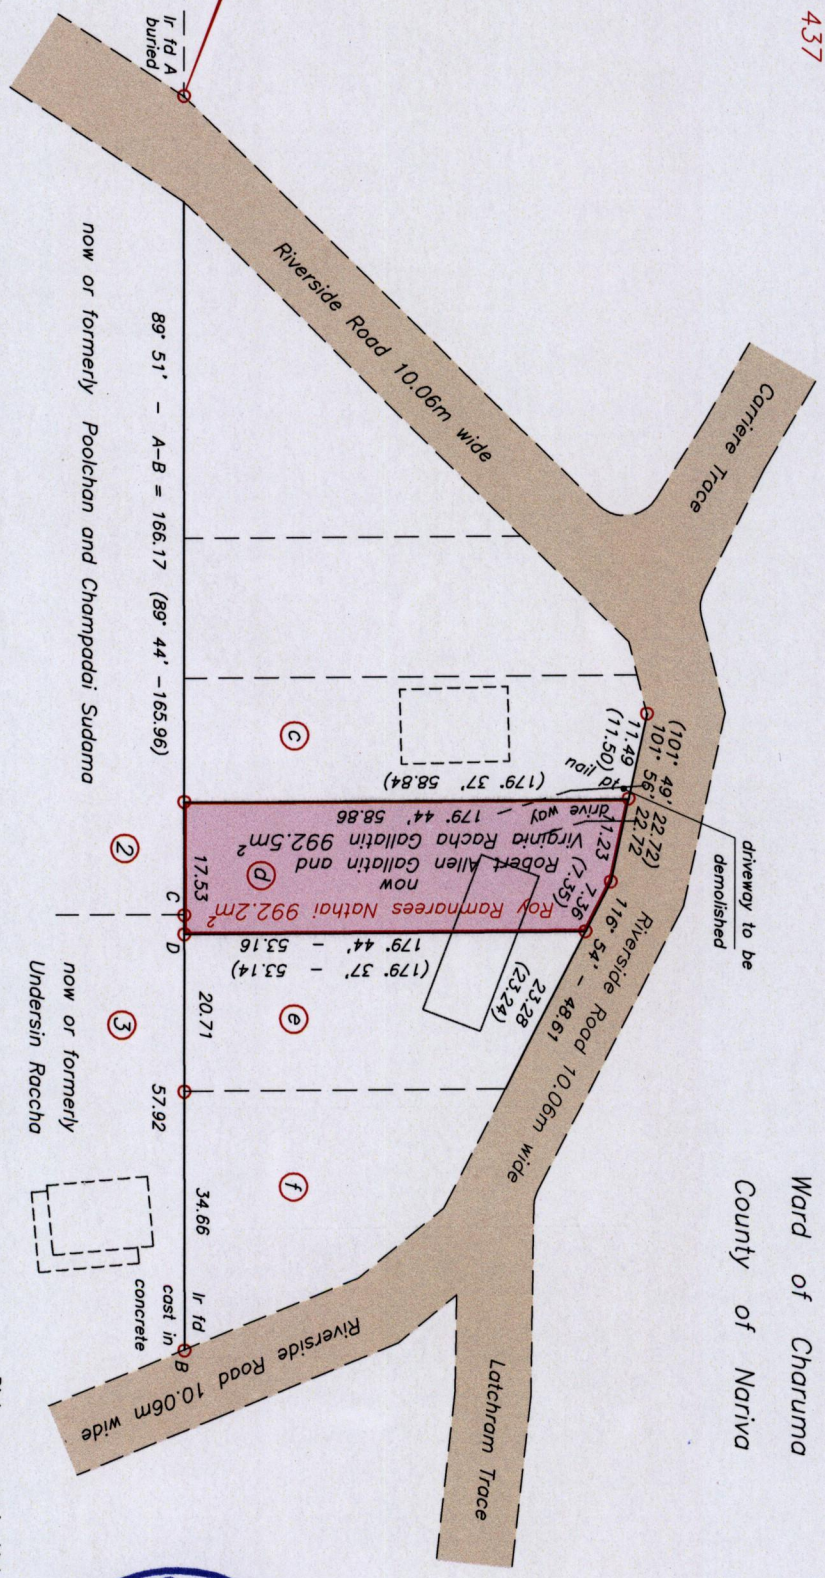 437
Ward of Charuma
County of Nariva
Carriere Trace
driveway to be
demolished
(101° 49' 22.72)
101° 56' 22.72
11.49
(11.50)
nail fd
Riverside Road 10.06m wide
116° 54' - 48.61
Riverside Road 10.06m wide
11.23
7.36
(7.35)
23.28
(23.24)
drive way
(179° 37' 58.84)
179° 44' 58.86
Virginia Racha Gallatin 992.5m²
Robert Allen Gallatin and
now
Roy Ramnarees Nathai 992.2m²
179° 44' - 53.16
(179° 37' - 53.14)
c
d
e
f
Latchram Trace
Riverside Road 10.06m wide
Ir fd A
buried
89° 51' - A-B = 166.17 (89° 44' - 165.96)
17.53
C
D
20.71
57.92
34.66
Ir fd
cast in
concrete
B
now or formerly Poolchan and Champadai Sudama
2
3
now or formerly
Undersin Raccha